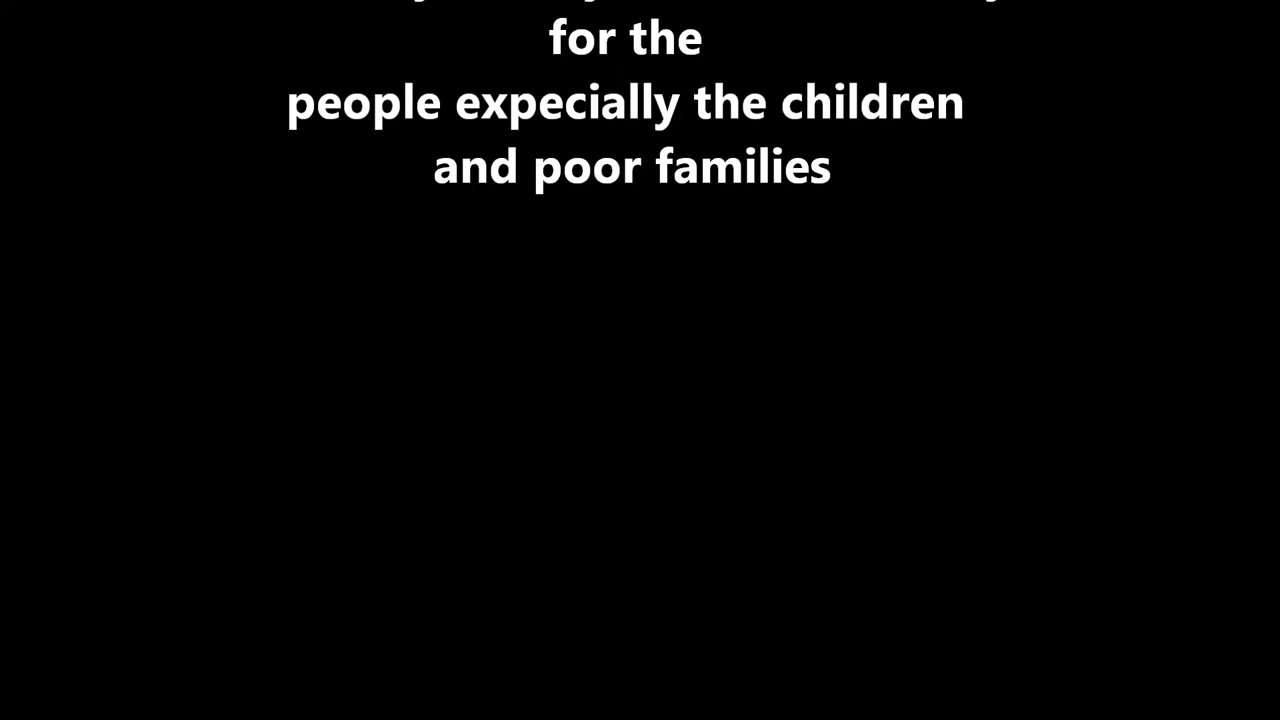 for the
people expecially the children
and poor families